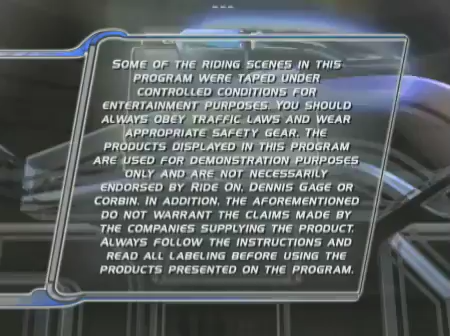 SOME OF THE RIDING SCENES IN THIS
PROGRAM WERE TAPED UNDER
CONTROLLED CONDITIONS FOR
ENTERTAINMENT PURPOSES. YOU SHOULD
ALWAYS OBEY TRAFFIC LAWS AND WEAR
APPROPRIATE SAFETY GEAR. THE
PRODUCTS DISPLAYED IN THIS PROGRAM
ARE USED FOR DEMONSTRATION PURPOSES
ONLY AND ARE NOT NECESSARILY
ENDORSED BY RIDE ON, DENNIS GAGE OR
CORBIN. IN ADDITION, THE AFOREMENTIONED
DO NOT WARRANT THE CLAIMS MADE BY
THE COMPANIES SUPPLYING THE PRODUCT.
ALWAYS FOLLOW THE INSTRUCTIONS AND
READ ALL LABELING BEFORE USING THE
PRODUCTS PRESENTED ON THE PROGRAM.